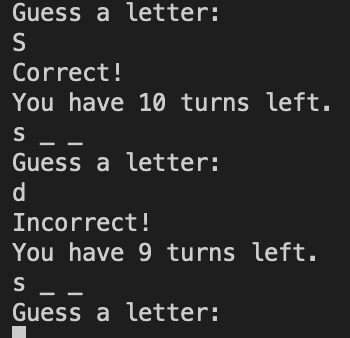 Guess a letter:
S
Correct!
You have 10 turns left.
s _ _
Guess a letter:
d
Incorrect!
You have 9 turns left.
s _ _
Guess a letter: